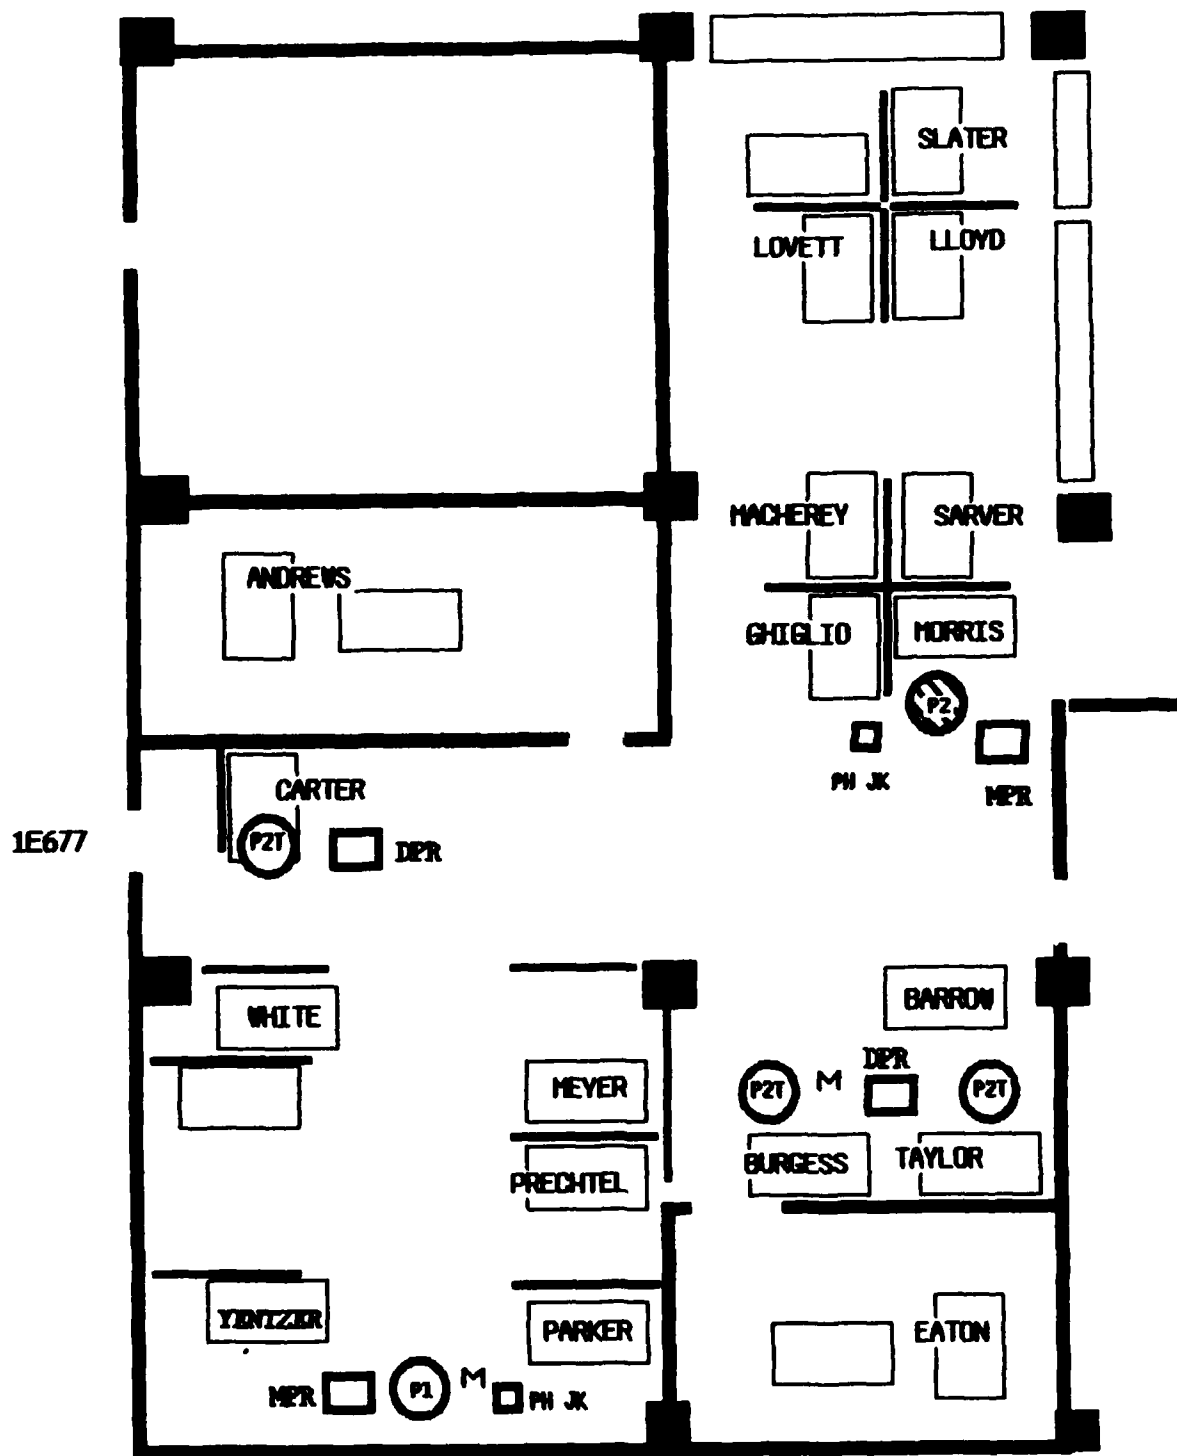 SLATER
LOVETT
LLOYD
MACHEREY
SARVER
ANDREWS
GHIGLIO
MORRIS
P2
PH JK
MPR
CARTER
1E677
P2T
DPR
WHITE
BARROW
MEYER
DPR
P2T
M
P2T
PRECHTEL
BURGESS
TAYLOR
YENTZER
PARKER
EATON
MPR
P1
M
PH JK